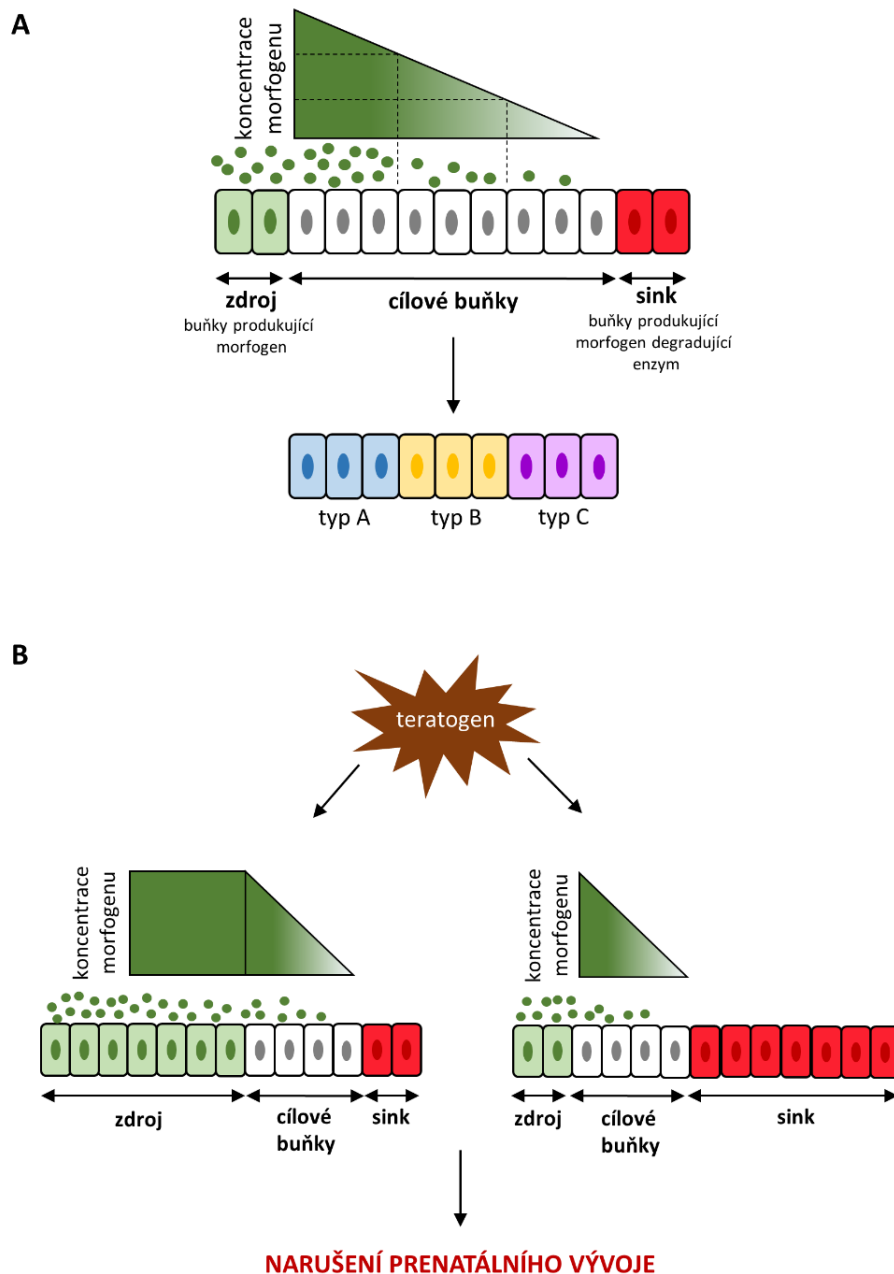 A
koncentrace
morfogenu
zdroj
buňky produkující
morfogen
cílové buňky
sink
buňky produkující
morfogen degradující
enzym
typ A
typ B
typ C
B
teratogen
koncentrace
morfogenu
koncentrace
morfogenu
zdroj
cílové
buňky
sink
zdroj
cílové
buňky
sink
NARUŠENÍ PRENATÁLNÍHO VÝVOJE